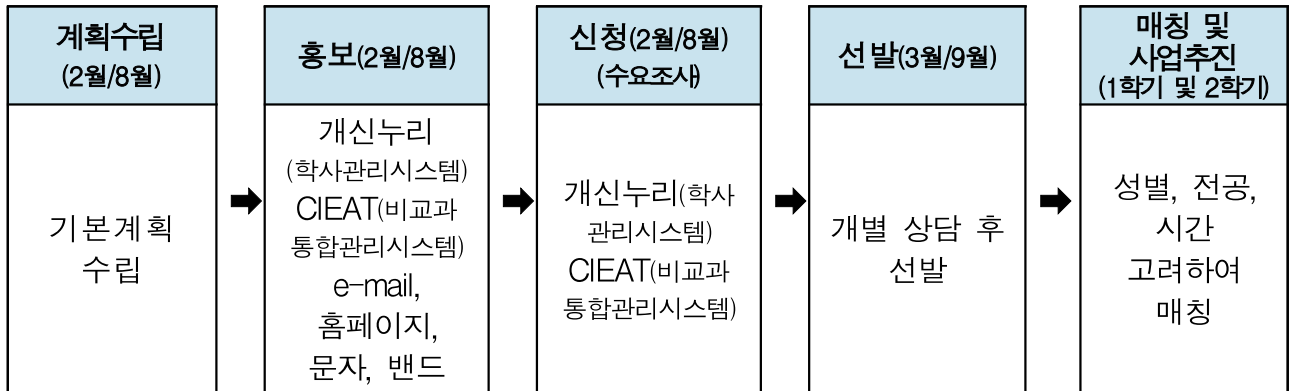 계획수립
(2월/8월)
기본계획
수립
홍보(2월/8월)
개신누리
(학사관리시스템)
CIEAT(비교과
통합관리시스템)
e-mail,
홈페이지,
문자, 밴드
신청(2월/8월)
(수요조사)
개신누리(학사
관리시스템)
CIEAT(비교과
통합관리시스템)
선발(3월/9월)
개별 상담 후
선발
매칭 및
사업추진
(1학기 및 2학기)
성별, 전공,
시간
고려하여
매칭